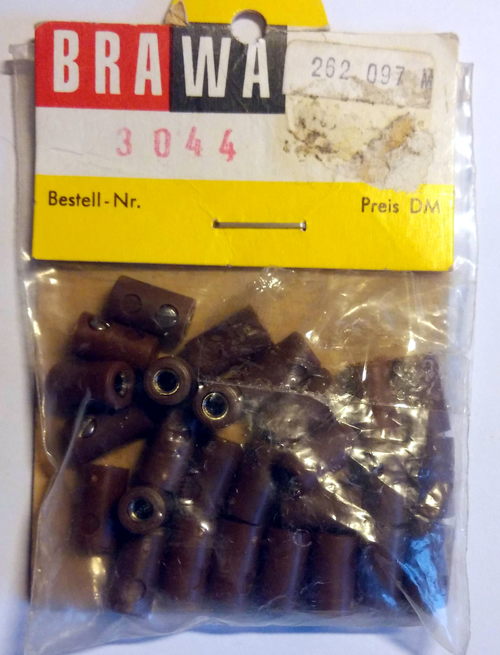 BRAWA
262 097 M
3044
Bestell-Nr.
Preis DM